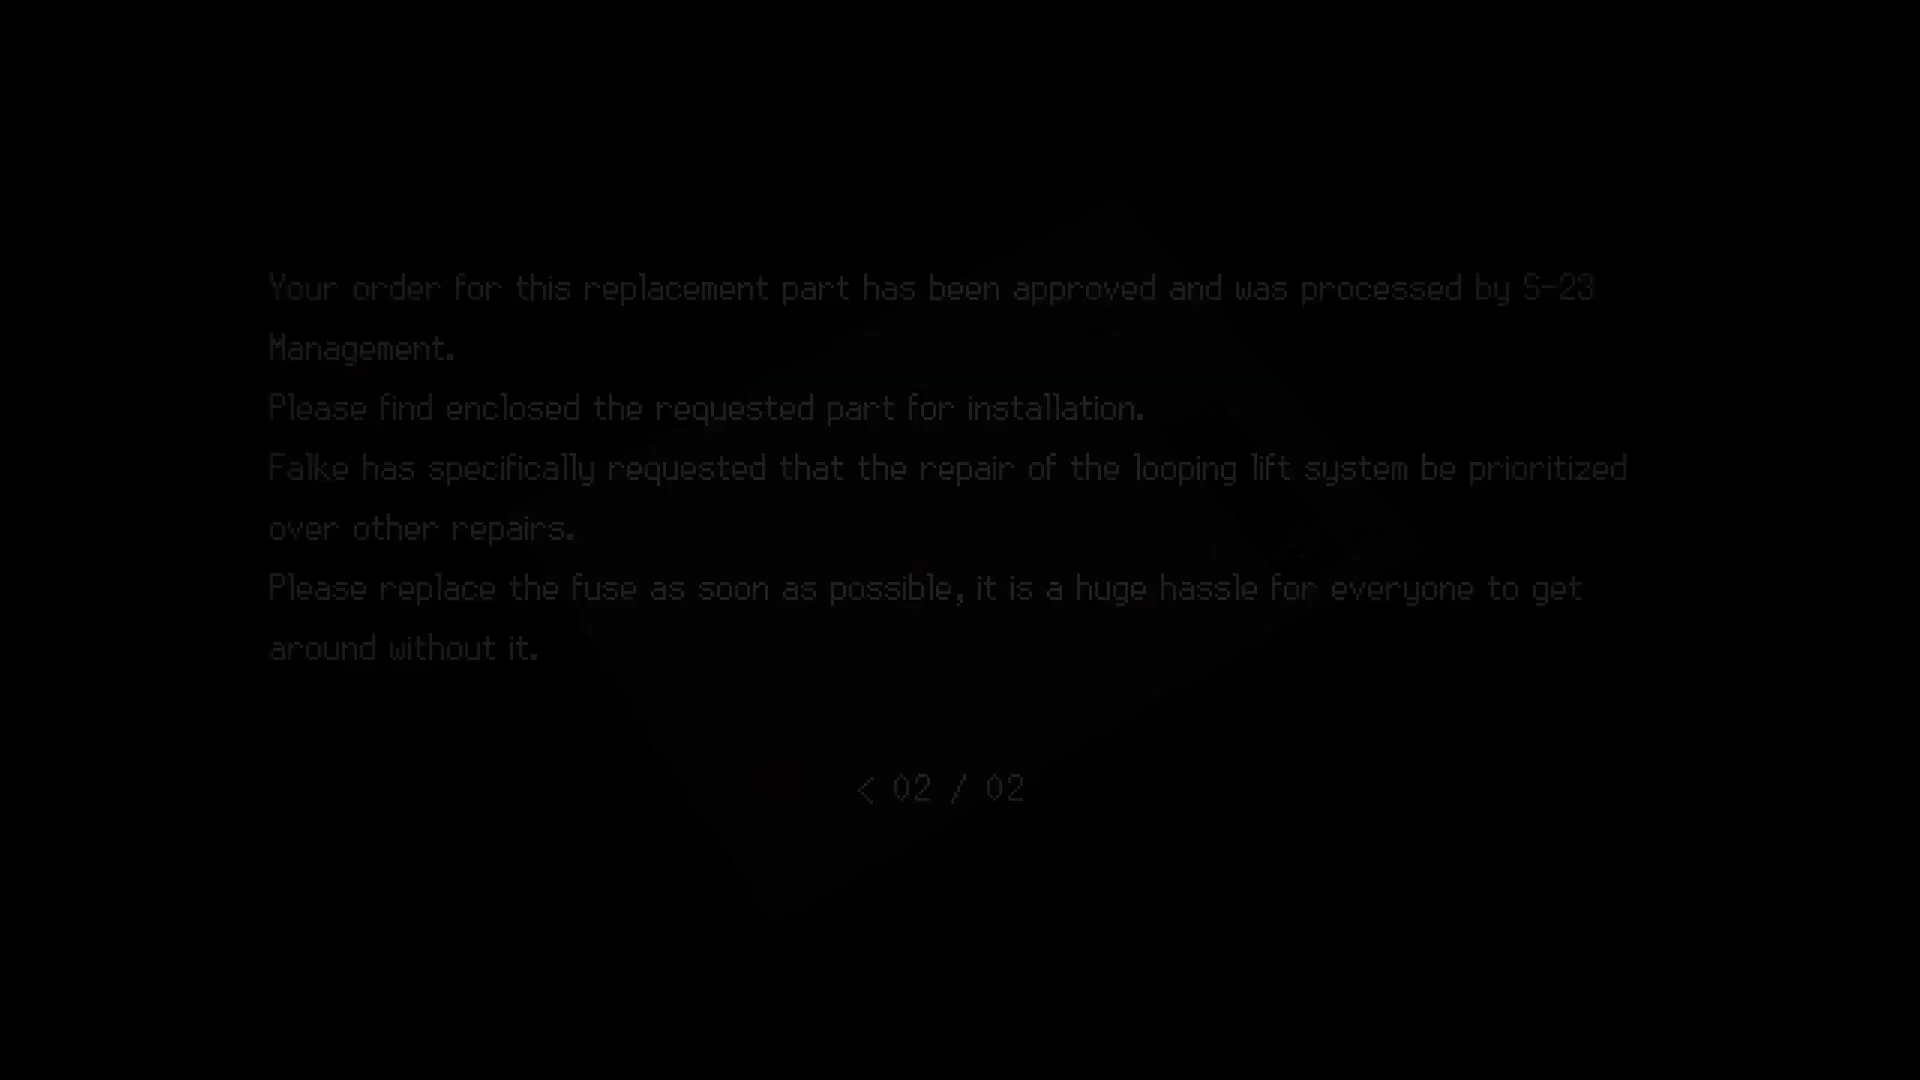 Your order for this replacement part has been approved and was processed by S-23
Management.
Please find enclosed the requested part for installation.
Falke has specifically requested that the repair of the looping lift system be prioritized
over other repairs.
Please replace the fuse as soon as possible, it is a huge hassle for everyone to get
around without it.
< 02 / 02